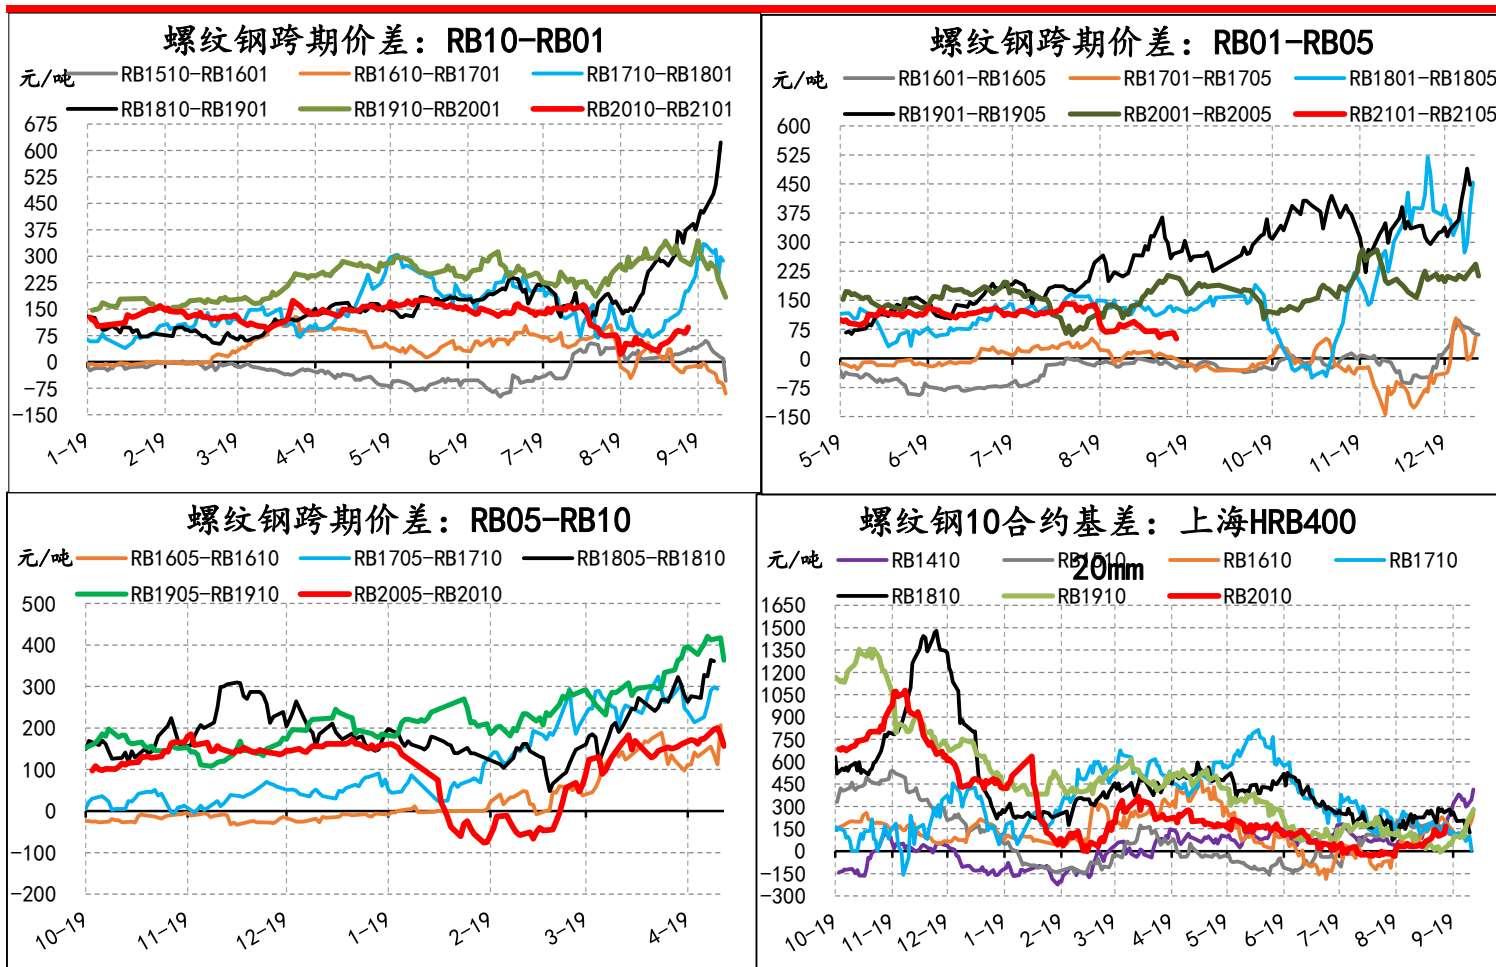 螺纹钢跨期价差：RB10-RB01
元/吨
RB1510-RB1601 RB1610-RB1701 RB1710-RB1801
RB1810-RB1901 RB1910-RB2001 RB2010-RB2101
675
600
525
450
375
300
225
150
75
0
-75
-150
1-19 2-19 3-19 4-19 5-19 6-19 7-19 8-19 9-19
螺纹钢跨期价差：RB01-RB05
元/吨
RB1601-RB1605 RB1701-RB1705 RB1801-RB1805
RB1901-RB1905 RB2001-RB2005 RB2101-RB2105
600
525
450
375
300
225
150
75
0
-75
-150
5-19 6-19 7-19 8-19 9-19 10-19 11-19 12-19
螺纹钢跨期价差：RB05-RB10
元/吨
RB1605-RB1610 RB1705-RB1710 RB1805-RB1810
RB1905-RB1910 RB2005-RB2010
500
400
300
200
100
0
-100
-200
10-19 11-19 12-19 1-19 2-19 3-19 4-19
螺纹钢10合约基差：上海HRB400
20mm
元/吨
RB1410 RB1510 RB1610 RB1710
RB1810 RB1910 RB2010
1650
1500
1350
1200
1050
900
750
600
450
300
150
0
-150
-300
10-19 11-19 12-19 1-19 2-19 3-19 4-19 5-19 6-19 7-19 8-19 9-19